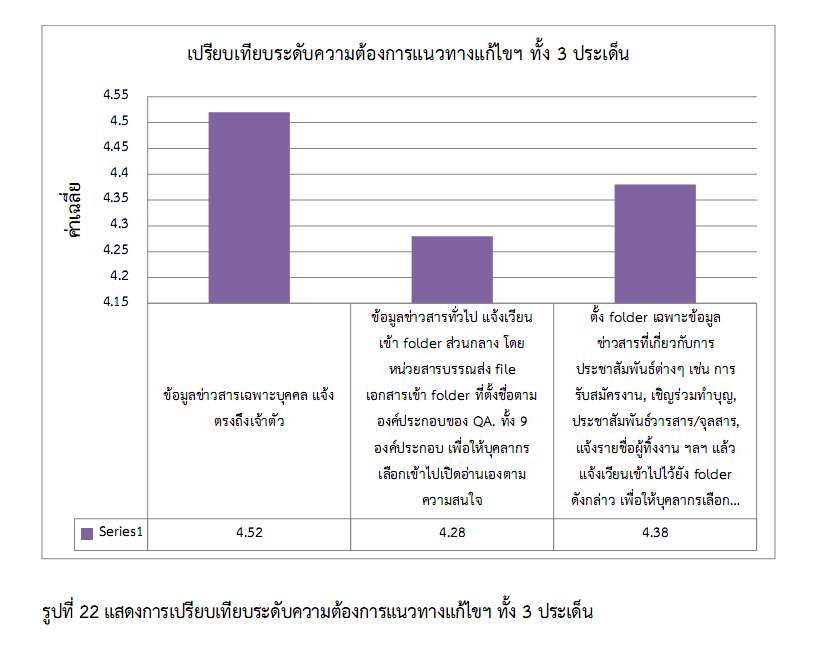 เปรียบเทียบระดับความต้องการแนวทางแก้ไขฯ ทั้ง 3 ประเด็น
ค่าเฉลี่ย
4.55
4.5
4.45
4.4
4.35
4.3
4.25
4.2
4.15
ข้อมูลข่าวสารเฉพาะบุคคล แจ้ง
ตรงถึงเจ้าตัว
ข้อมูลข่าวสารทั่วไป แจ้งเวียน
เข้า folder ส่วนกลาง โดย
หน่วยสารบรรณส่ง file
เอกสารเข้า folder ที่ตั้งชื่อตาม
องค์ประกอบของ QA. ทั้ง 9
องค์ประกอบ เพื่อให้บุคลากร
เลือกเข้าไปเปิดอ่านเองตาม
ความสนใจ
ตั้ง folder เฉพาะข้อมูล
ข่าวสารที่เกี่ยวกับการ
ประชาสัมพันธ์ต่างๆ เช่น การ
รับสมัครงาน, เชิญร่วมทำบุญ,
ประชาสัมพันธ์วารสาร/จุลสาร,
แจ้งรายชื่อผู้ทิ้งงาน ฯลฯ แล้ว
แจ้งเวียนเข้าไปไว้ยัง folder
ดังกล่าว เพื่อให้บุคลากรเลือก...
Series1 4.52 4.28 4.38
รูปที่ 22 แสดงการเปรียบเทียบระดับความต้องการแนวทางแก้ไขฯ ทั้ง 3 ประเด็น